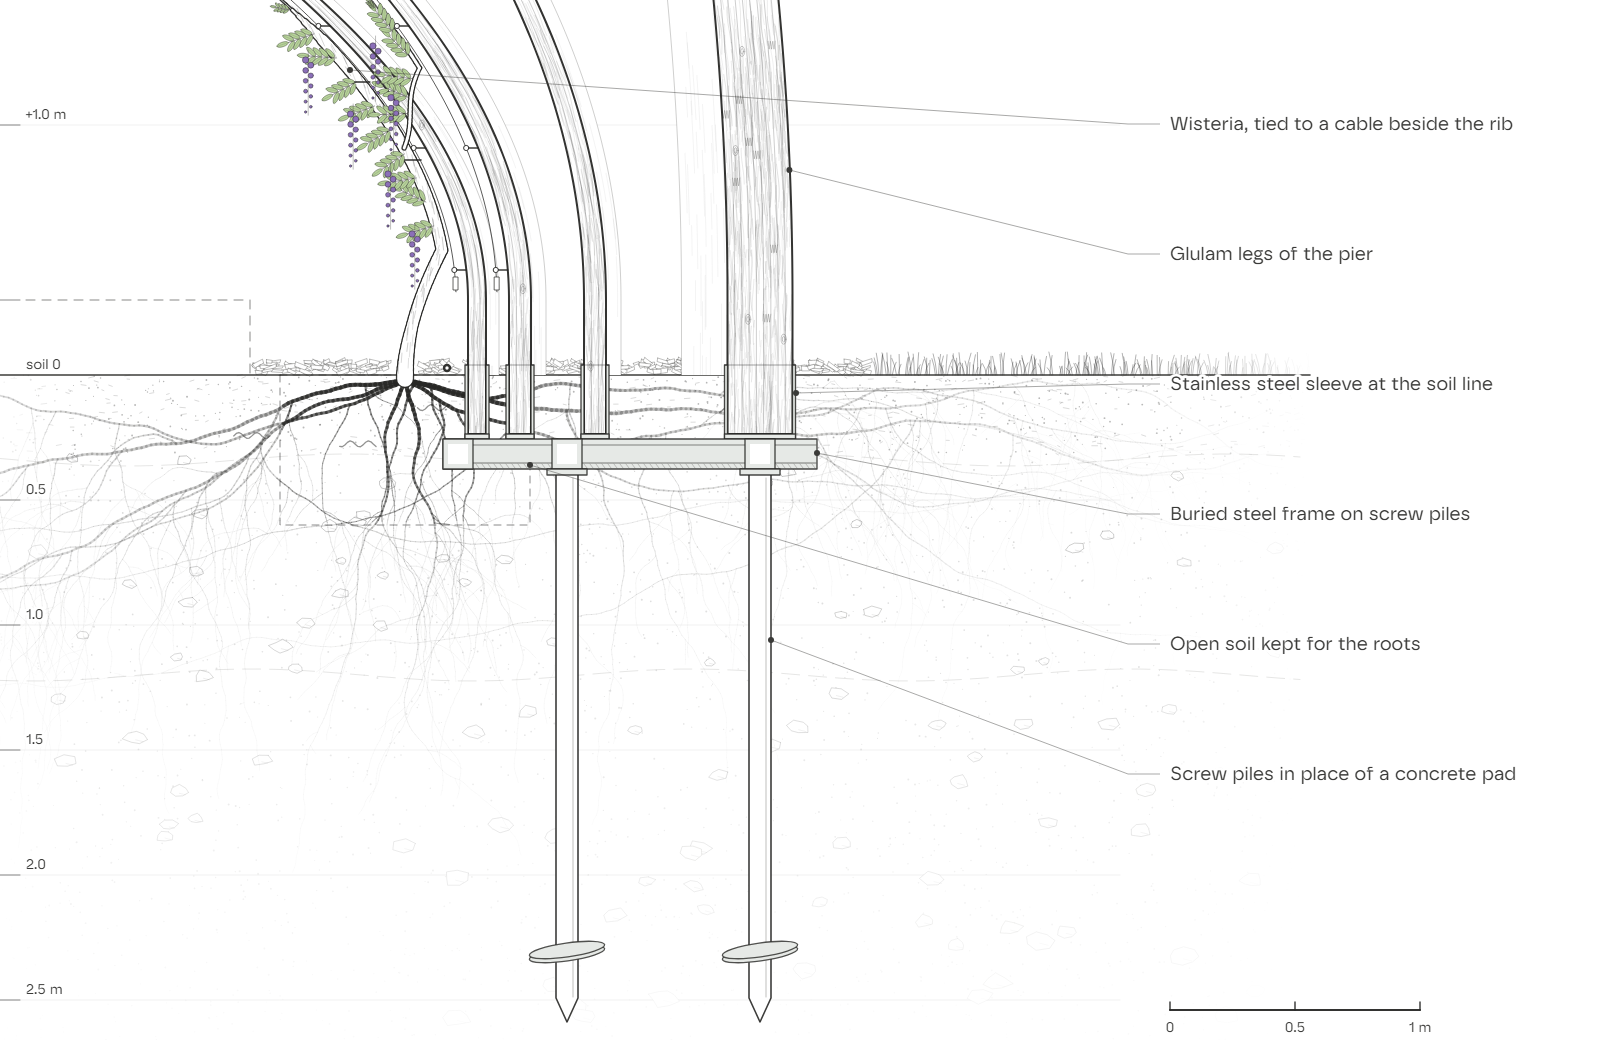 +1.0 m
Wisteria, tied to a cable beside the rib
Glulam legs of the pier
soil 0
Stainless steel sleeve at the soil line
0.5
Buried steel frame on screw piles
1.0
Open soil kept for the roots
1.5
Screw piles in place of a concrete pad
2.0
2.5 m
0 0.5 1 m